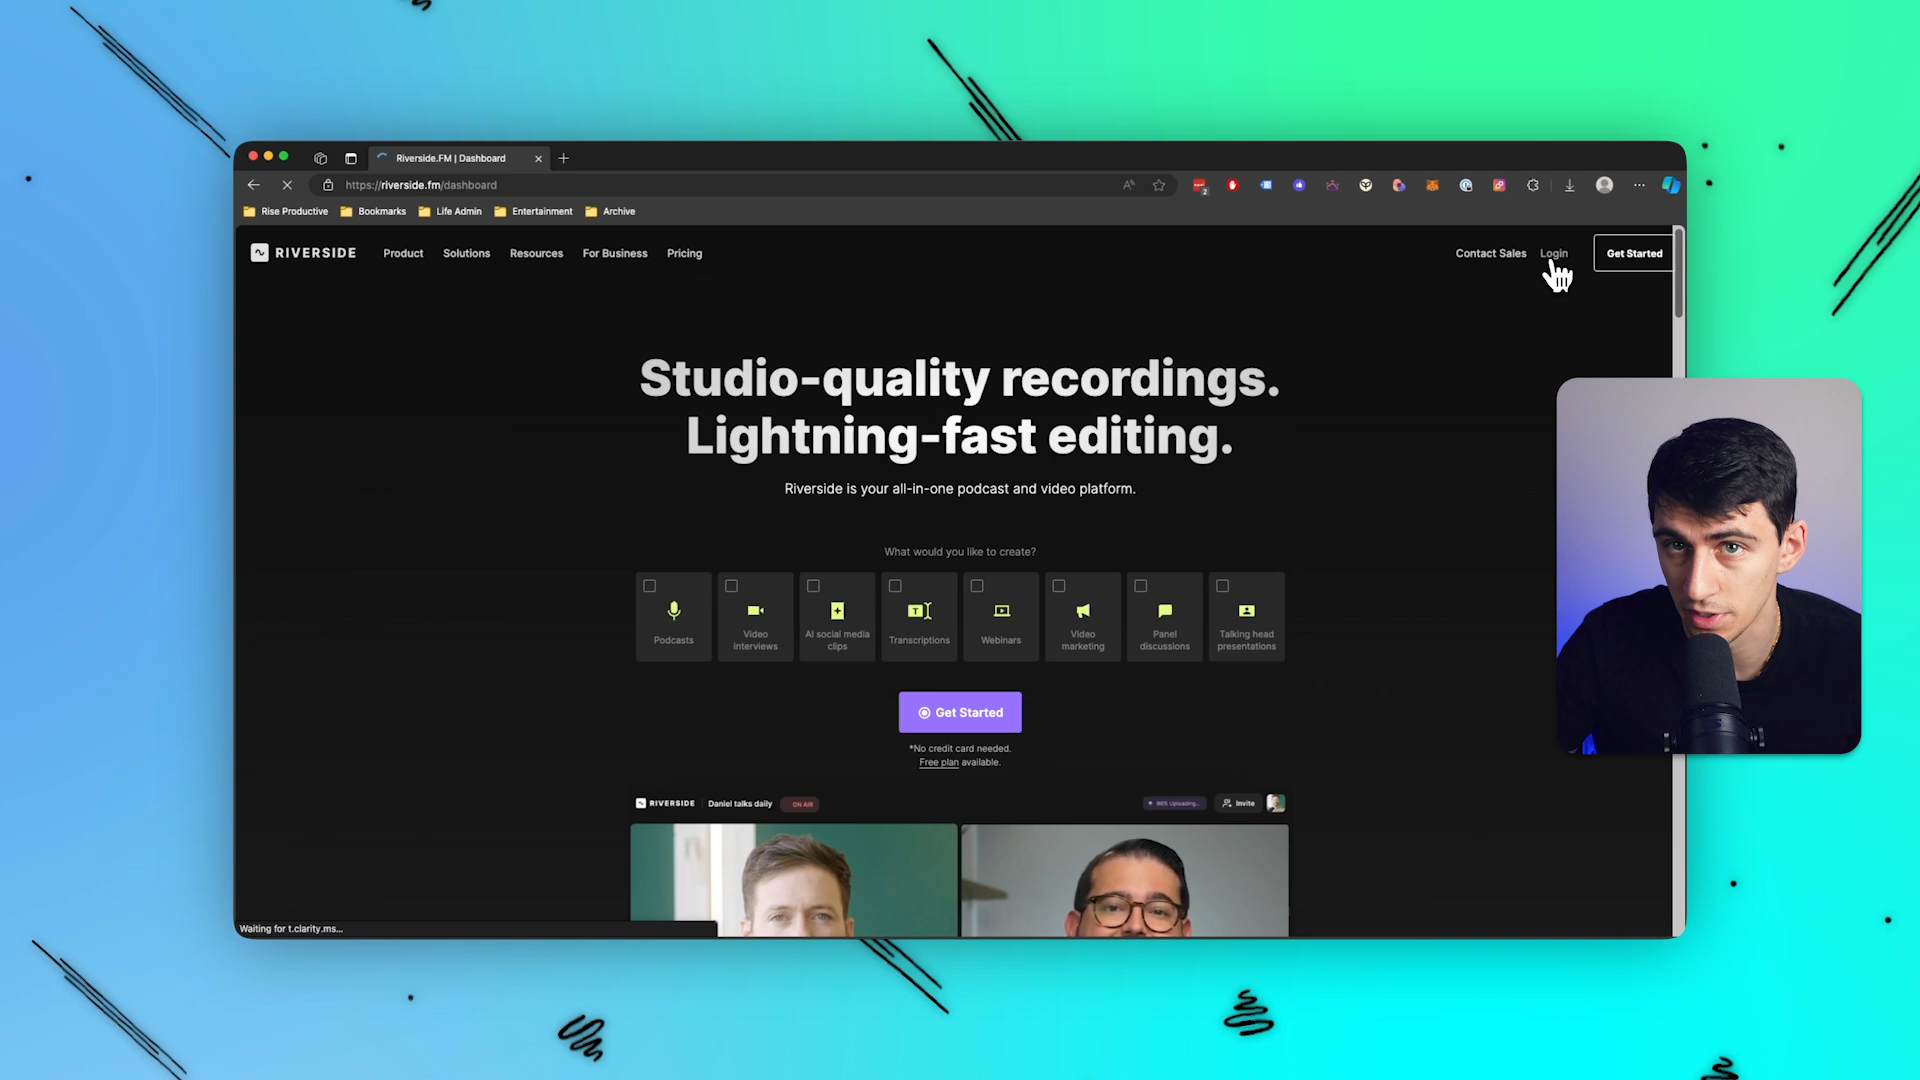 Riverside.FM | Dashboard
https://riverside.fm/dashboard
2
Rise Productive
Bookmarks
Life Admin
Entertainment
Archive
RIVERSIDE
Product
Solutions
Resources
For Business
Pricing
Contact Sales
Login
Get Started
Studio-quality recordings.
Lightning-fast editing.
Riverside is your all-in-one podcast and video platform.
What would you like to create?
Podcasts
Video
interviews
AI social media
clips
Transcriptions
Webinars
Video
marketing
Panel
discussions
Talking head
presentations
Get Started
*No credit card needed.
Free plan available.
RIVERSIDE
Daniel talks daily
ON AIR
98% Uploading...
Invite
Waiting for t.clarity.ms...